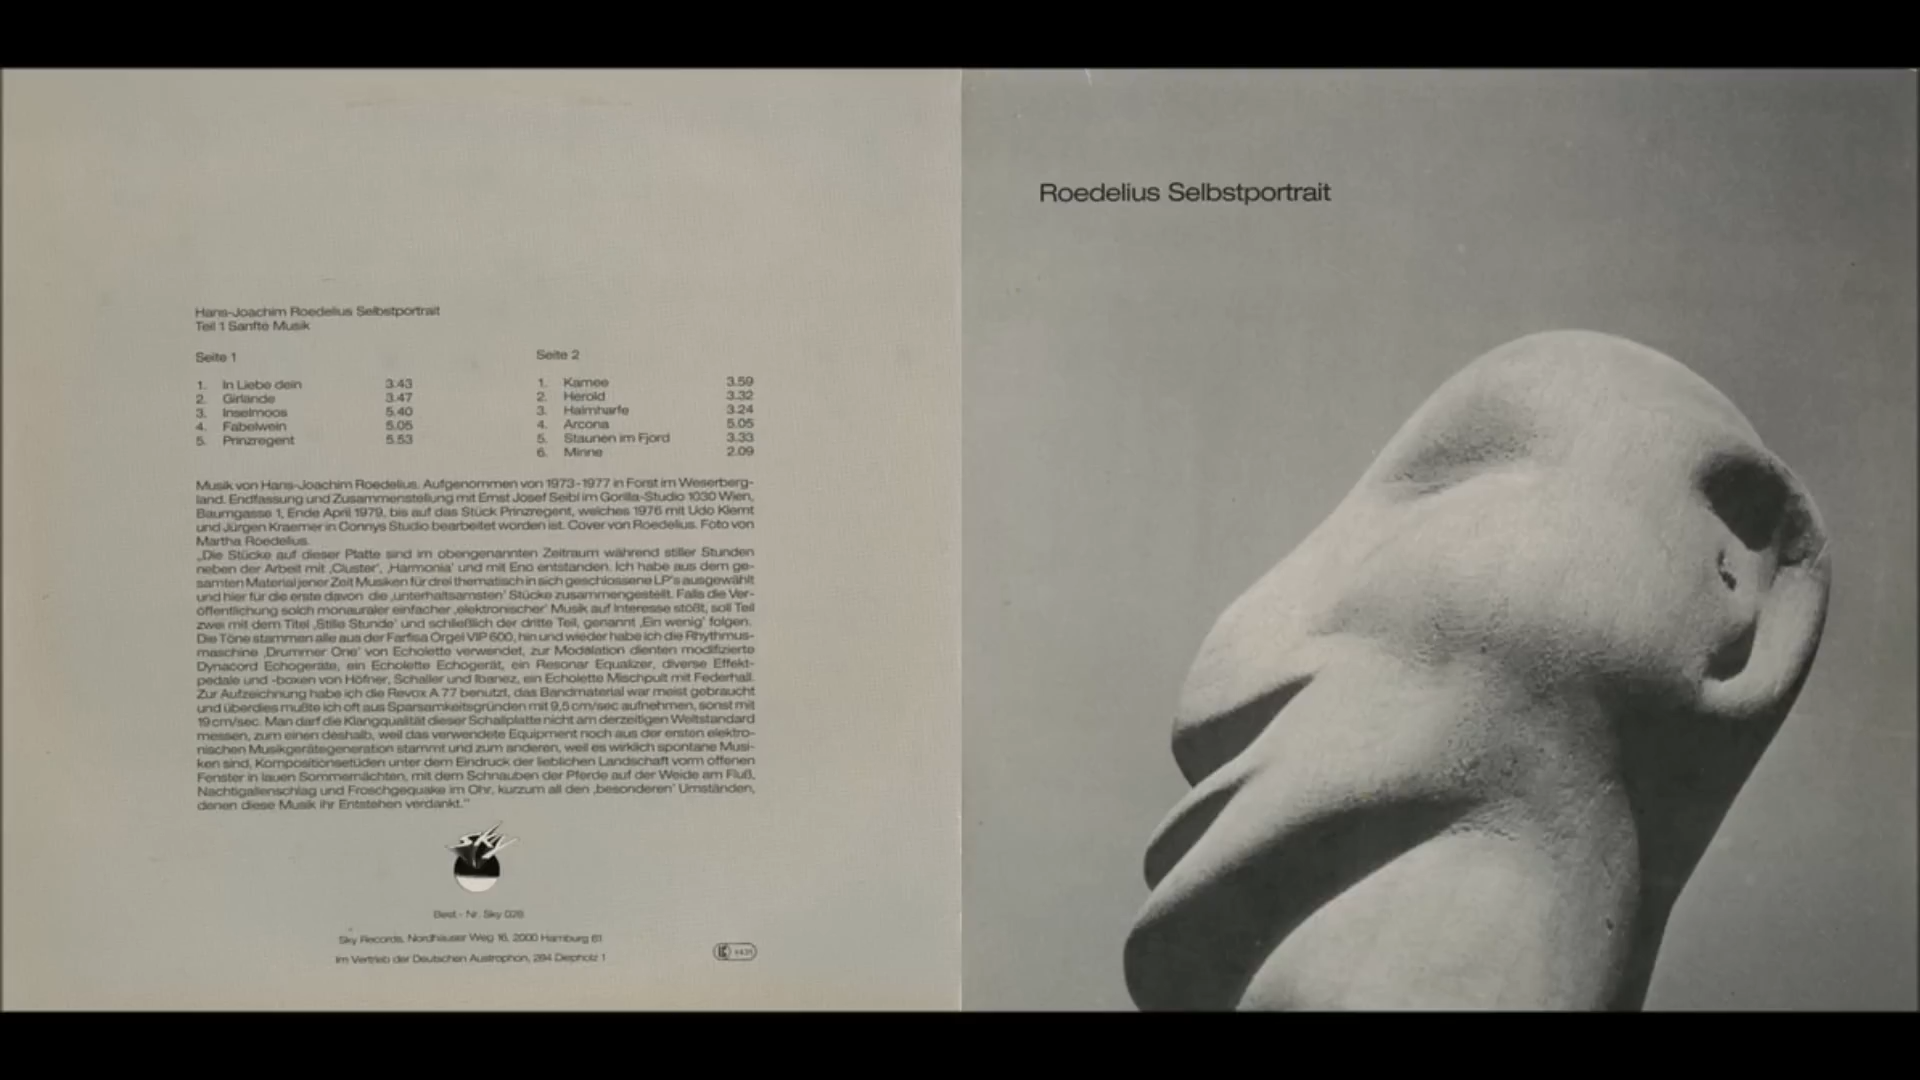 Hans-Joachim Roedelius Selbstportrait
Teil 1 Sanfte Musik
Seite 1
1. In Liebe dein 3.43
2. Girlande 3.47
3. Inselmoos 5.40
4. Fabelwein 5.05
5. Prinzregent 5.53
Seite 2
1. Kamee 3.59
2. Herold 3.32
3. Halmharfe 3.24
4. Arcona 5.05
5. Staunen im Fjord 3.33
6. Minne 2.09
Musik von Hans-Joachim Roedelius. Aufgenommen von 1973-1977 in Forst im Weserberg-
land. Endfassung und Zusammenstellung mit Ernst Josef Seibl im Gorilla-Studio 1030 Wien,
Baumgasse 1, Ende April 1979, bis auf das Stück Prinzregent, welches 1976 mit Udo Klemt
und Jürgen Kraemer in Connys Studio bearbeitet worden ist. Cover von Roedelius. Foto von
Martha Roedelius.
„Die Stücke auf dieser Platte sind im obengenannten Zeitraum während stiller Stunden
neben der Arbeit mit ‚Cluster', ‚Harmonia' und mit Eno entstanden. Ich habe aus dem ge-
samten Material jener Zeit Musiken für drei thematisch in sich geschlossene LP's ausgewählt
und hier für die erste davon die ‚unterhaltsamsten' Stücke zusammengestellt. Falls die Ver-
öffentlichung solch monauraler einfacher ‚elektronischer' Musik auf Interesse stößt, soll Teil
zwei mit dem Titel ‚Stille Stunde' und schließlich der dritte Teil, genannt ‚Ein wenig' folgen.
Die Töne stammen alle aus der Farfisa Orgel VIP 600, hin und wieder habe ich die Rhythmus-
maschine ‚Drummer One' von Echolette verwendet, zur Modalation dienten modifizierte
Dynacord Echogeräte, ein Echolette Echogerät, ein Resonar Equalizer, diverse Effekt-
pedale und -boxen von Höfner, Schaller und Ibanez, ein Echolette Mischpult mit Federhall.
Zur Aufzeichnung habe ich die Revox A 77 benutzt, das Bandmaterial war meist gebraucht
und überdies mußte ich oft aus Sparsamkeitsgründen mit 9,5 cm/sec aufnehmen, sonst mit
19 cm/sec. Man darf die Klangqualität dieser Schallplatte nicht am derzeitigen Weltstandard
messen, zum einen deshalb, weil das verwendete Equipment noch aus der ersten elektro-
nischen Musikgerätegeneration stammt und zum anderen, weil es wirklich spontane Musi-
ken sind, Kompositionsetüden unter dem Eindruck der lieblichen Landschaft vorm offenen
Fenster in lauen Sommernächten, mit dem Schnauben der Pferde auf der Weide am Fluß,
Nachtigallenschlag und Froschgequake im Ohr, kurzum all den ‚besonderen' Umständen,
denen diese Musik ihr Entstehen verdankt."
SKY
Best.-Nr. Sky 028
Sky Records, Nordhäuser Weg 16, 2000 Hamburg 61
Im Vertrieb der Deutschen Austrophon, 284 Diepholz 1
Roedelius Selbstportrait